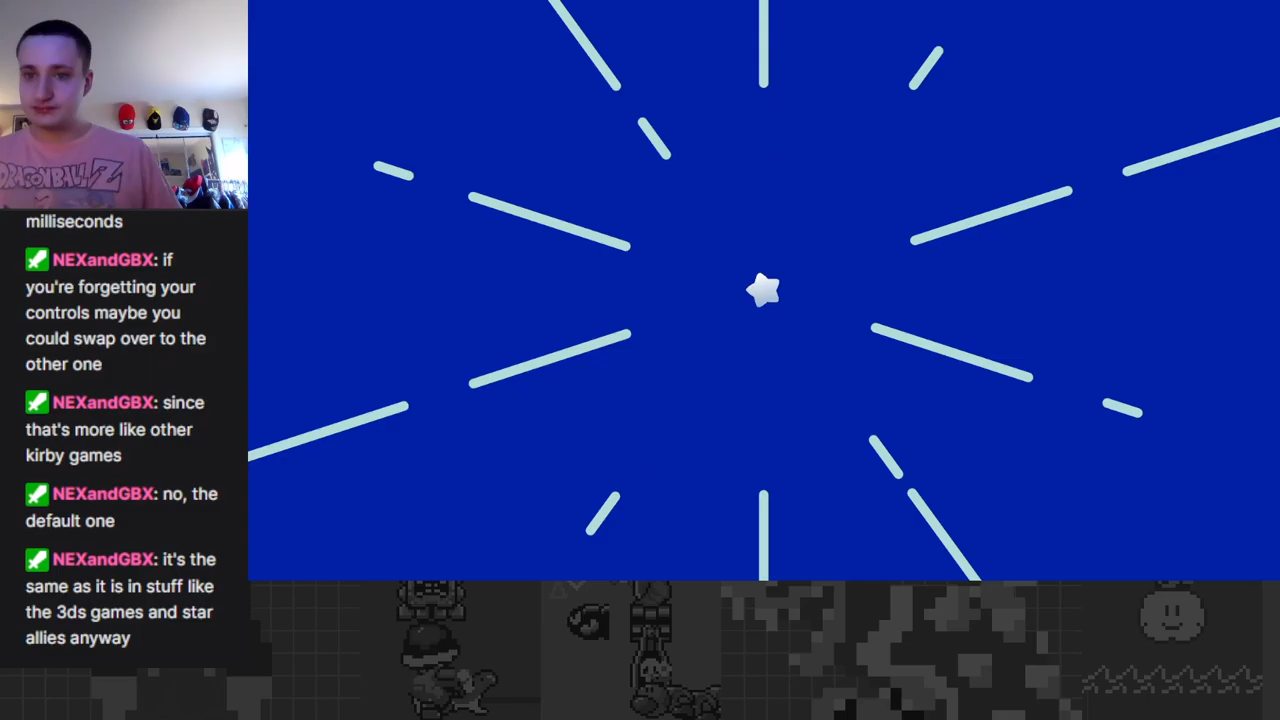 DRAGONBALL Z
milliseconds
NEXandGBX: if
you're forgetting your
controls maybe you
could swap over to the
other one
NEXandGBX: since
that's more like other
kirby games
NEXandGBX: no, the
default one
NEXandGBX: it's the
same as it is in stuff like
the 3ds games and star
allies anyway